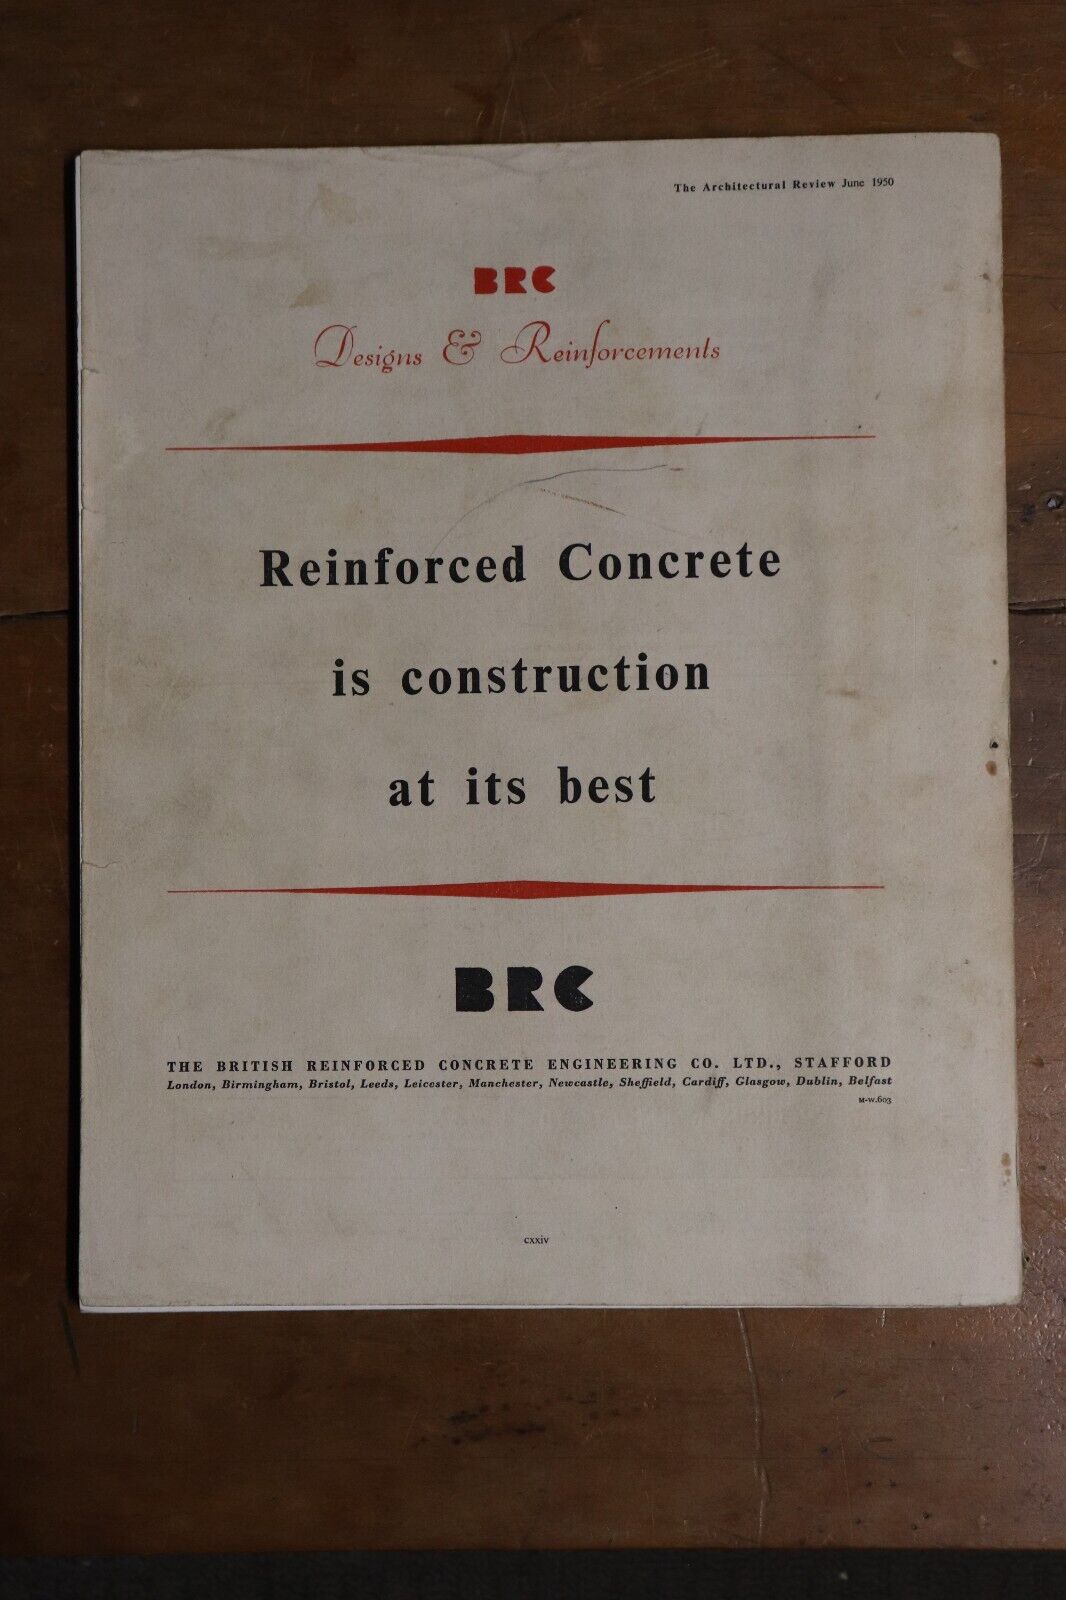 The Architectural Review June 1950
BRC
Designs & Reinforcements
Reinforced Concrete
is construction
at its best
BRC
THE BRITISH REINFORCED CONCRETE ENGINEERING CO. LTD., STAFFORD
London, Birmingham, Bristol, Leeds, Leicester, Manchester, Newcastle, Sheffield, Cardiff, Glasgow, Dublin, Belfast
M-W.603
cxxiv